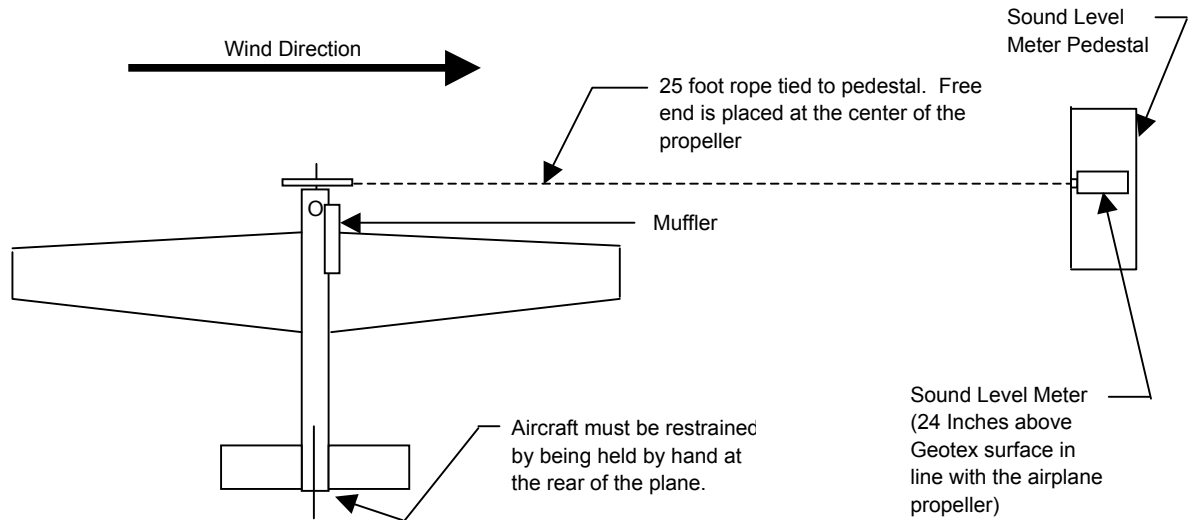 Sound Level
Meter Pedestal
Wind Direction
25 foot rope tied to pedestal. Free
end is placed at the center of the
propeller
Muffler
Aircraft must be restrained
by being held by hand at
the rear of the plane.
Sound Level Meter
(24 Inches above
Geotex surface in
line with the airplane
propeller)